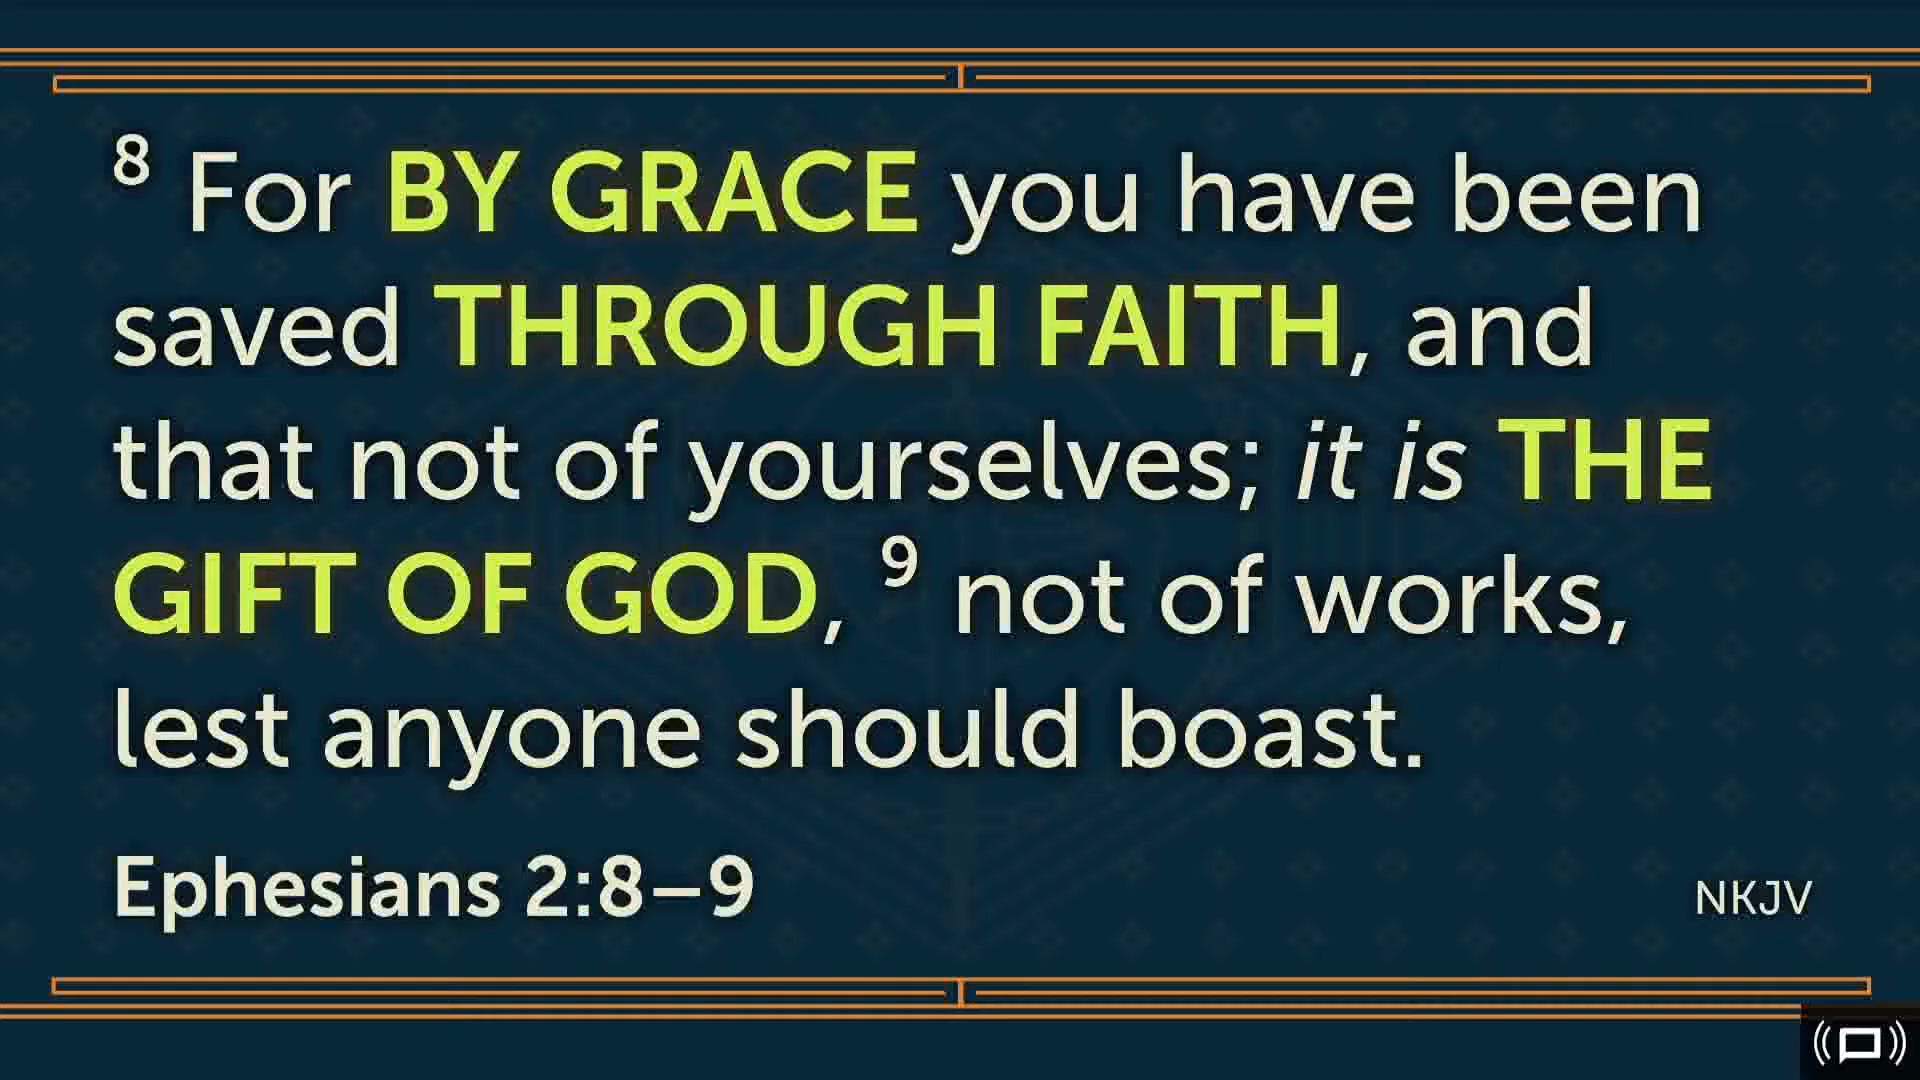 8 For BY GRACE you have been
saved THROUGH FAITH, and
that not of yourselves; it is THE
GIFT OF GOD, 9 not of works,
lest anyone should boast.
Ephesians 2:8–9
NKJV